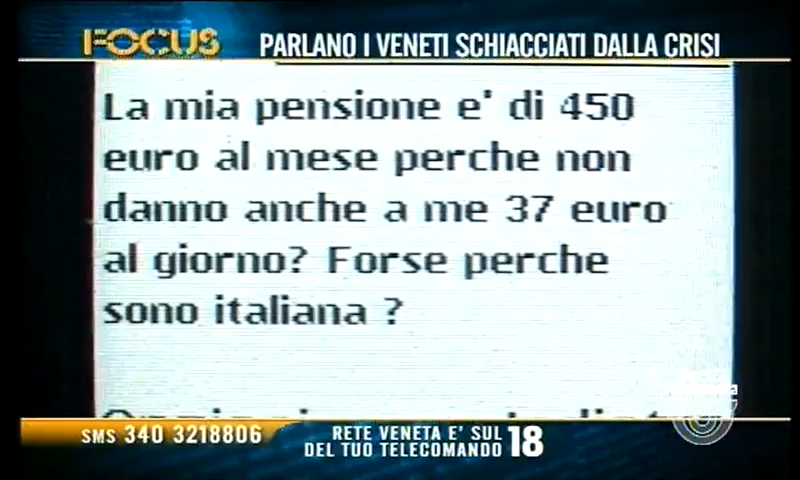 FOCUS
PARLANO I VENETI SCHIACCIATI DALLA CRISI
La mia pensione e' di 450
euro al mese perche non
danno anche a me 37 euro
al giorno? Forse perche
sono italiana ?
SMS 340 3218806
RETE VENETA E' SUL
DEL TUO TELECOMANDO 18